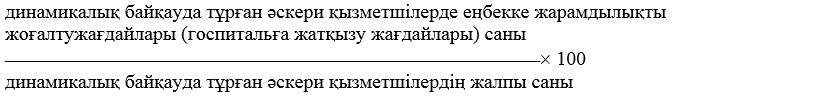 динамикалық байқауда тұрған әскери қызметшілерде еңбекке жарамдылықты
жоғалтужағдайлары (госпитальға жатқызу жағдайлары) саны
————————————————————————————× 100
динамикалық байқауда тұрған әскери қызметшілердің жалпы саны